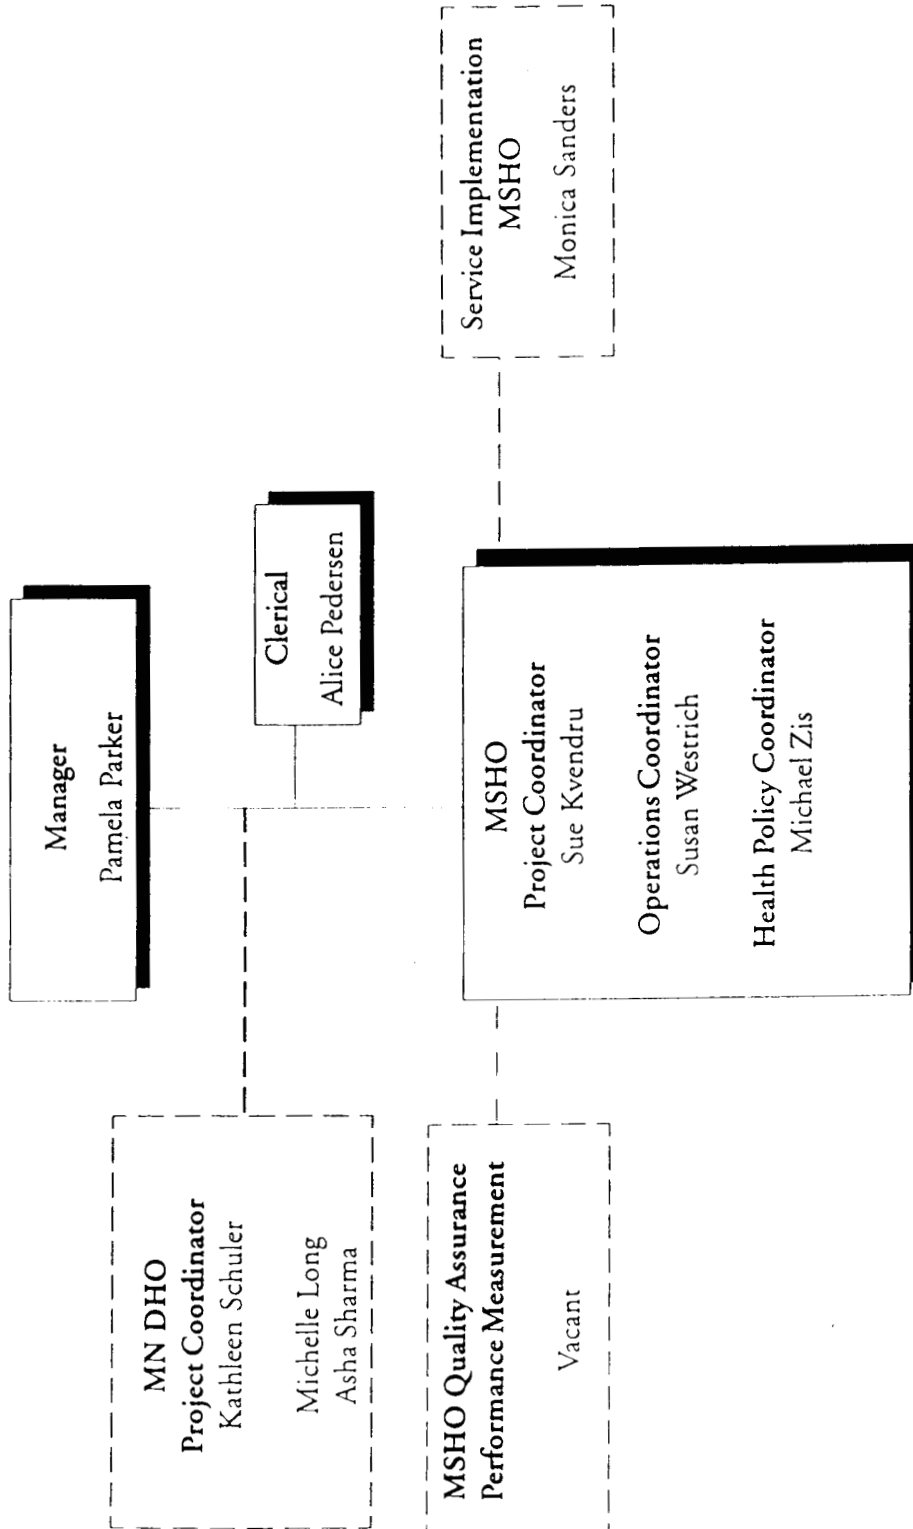 Manager
Pamela Parker
Clerical
Alice Pedersen
MN DHO
Project Coordinator
Kathleen Schuler
Michelle Long
Asha Sharma
MSHO Quality Assurance
Performance Measurement
Vacant
MSHO
Project Coordinator
Sue Kvendru
Operations Coordinator
Susan Westrich
Health Policy Coordinator
Michael Zis
Service Implementation
MSHO
Monica Sanders